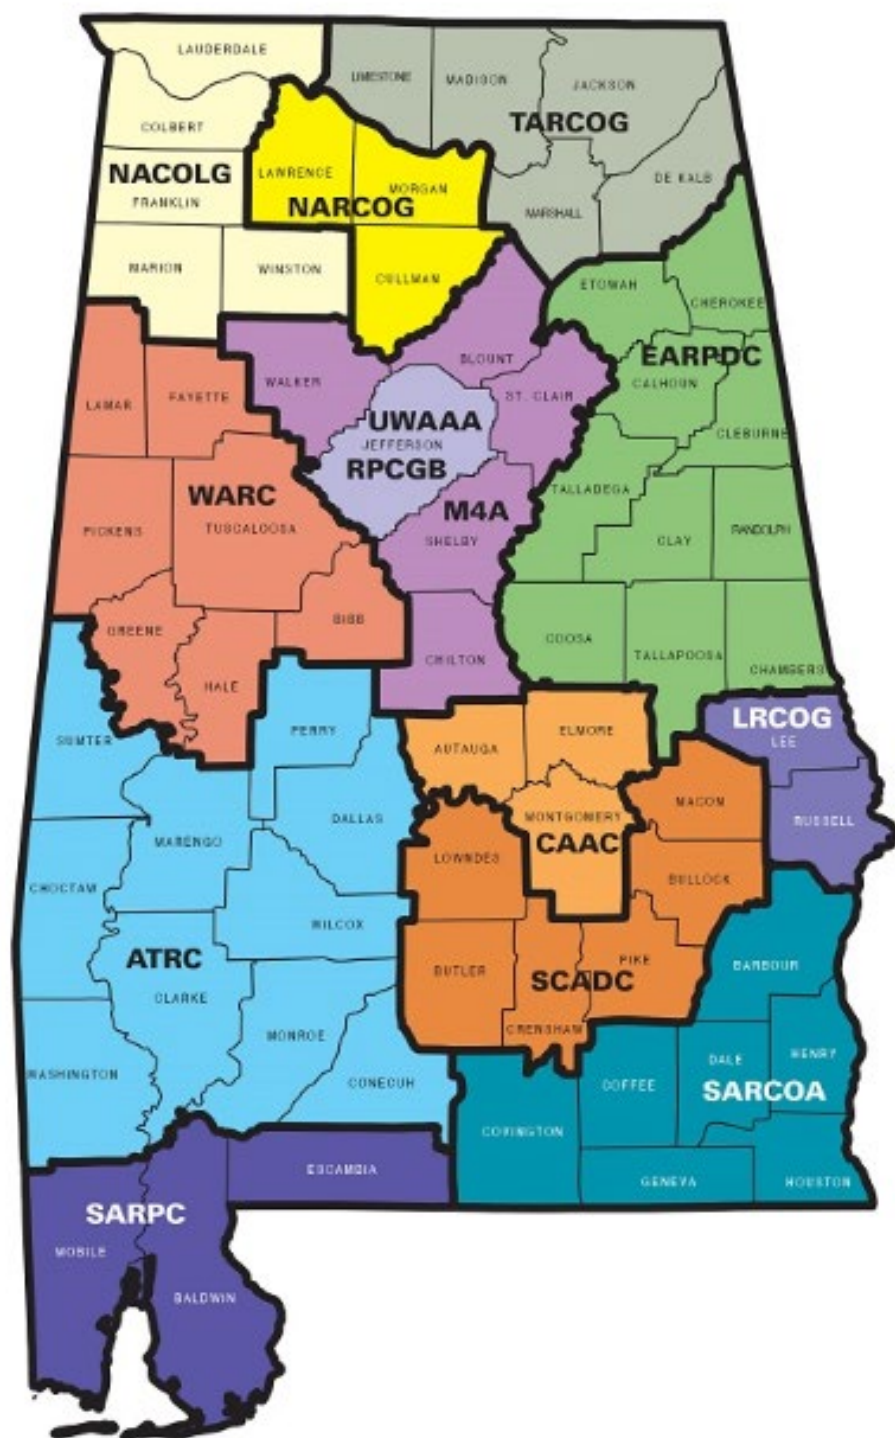 LAUDERDALE
LIMESTONE
MADISON
JACKSON
COLBERT
TARCOG
NACOLG
FRANKLIN
LAWRENCE
MORGAN
NARCOG
DE KALB
MARSHALL
MARION
WINSTON
CULLMAN
ETOWAH
CHEROKEE
BLOUNT
EARPDC
CALHOUN
WALKER
ST. CLAIR
LAMAR
FAYETTE
UWAAA
JEFFERSON
RPCGB
CLEBURNE
WARC
TUSCALOOSA
TALLADEGA
M4A
SHELBY
PICKENS
CLAY
RANDOLPH
GREENE
BIBB
HALE
CHILTON
COOSA
TALLAPOOSA
CHAMBERS
SUMTER
PERRY
AUTAUGA
ELMORE
LRCOG
LEE
MACON
MARENGO
DALLAS
MONTGOMERY
CAAC
RUSSELL
LOWNDES
BULLOCK
CHOCTAW
WILCOX
ATRC
CLARKE
BUTLER
PIKE
SCADC
CRENSHAW
BARBOUR
MONROE
WASHINGTON
CONECUH
COFFEE
DALE
HENRY
SARCOA
COVINGTON
GENEVA
HOUSTON
ESCAMBIA
SARPC
MOBILE
BALDWIN